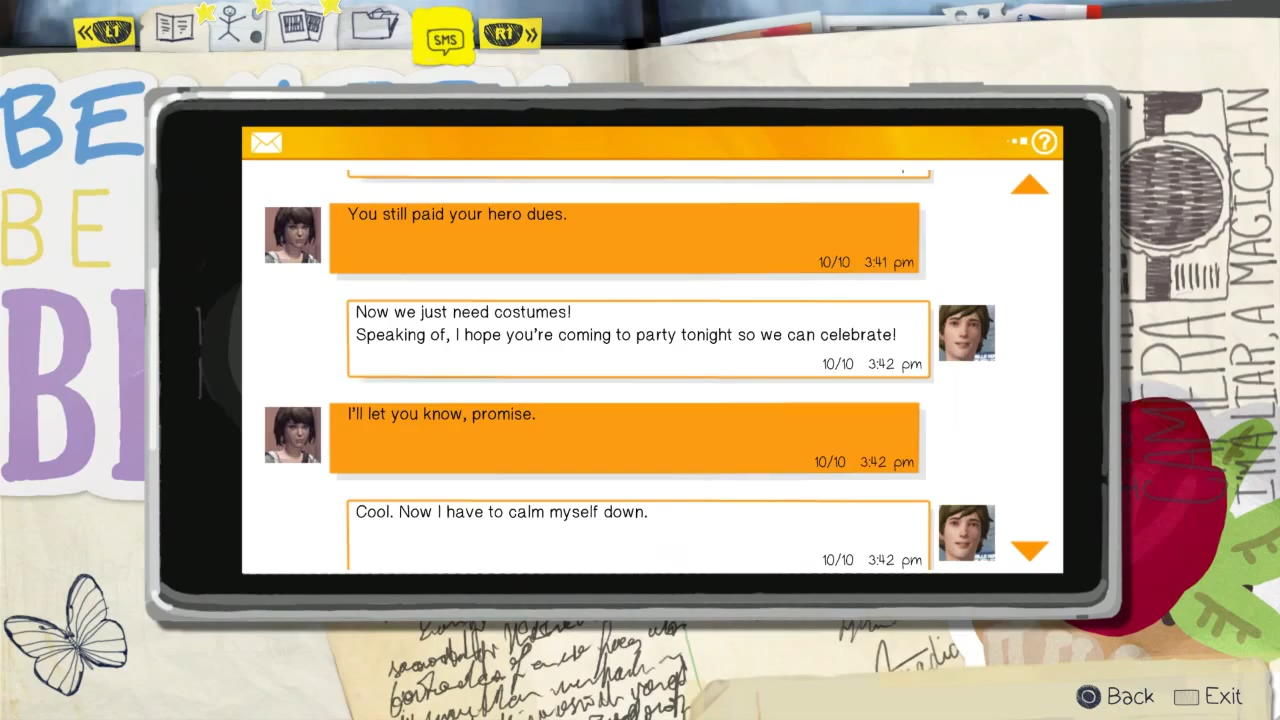 LT
SMS
R1
BE
BE
You still paid your hero dues.
10/10 3:41 pm
Now we just need costumes!
Speaking of, I hope you're coming to party tonight so we can celebrate!
10/10 3:42 pm
I'll let you know, promise.
10/10 3:42 pm
Cool. Now I have to calm myself down.
10/10 3:42 pm
LIAR, A MAGICIAN
Back
Exit